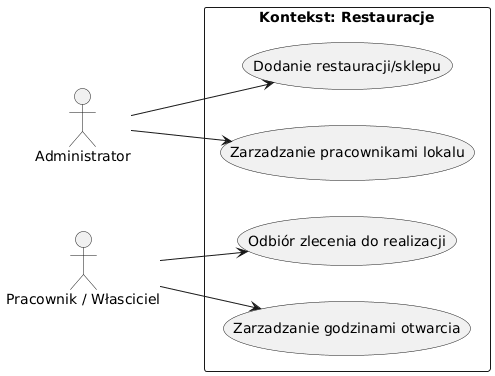 Kontekst: Restauracje
Dodanie restauracji/sklepu
Zarzadzanie pracownikami lokalu
Administrator
Odbiór zlecenia do realizacji
Pracownik / Własciciel
Zarzadzanie godzinami otwarcia